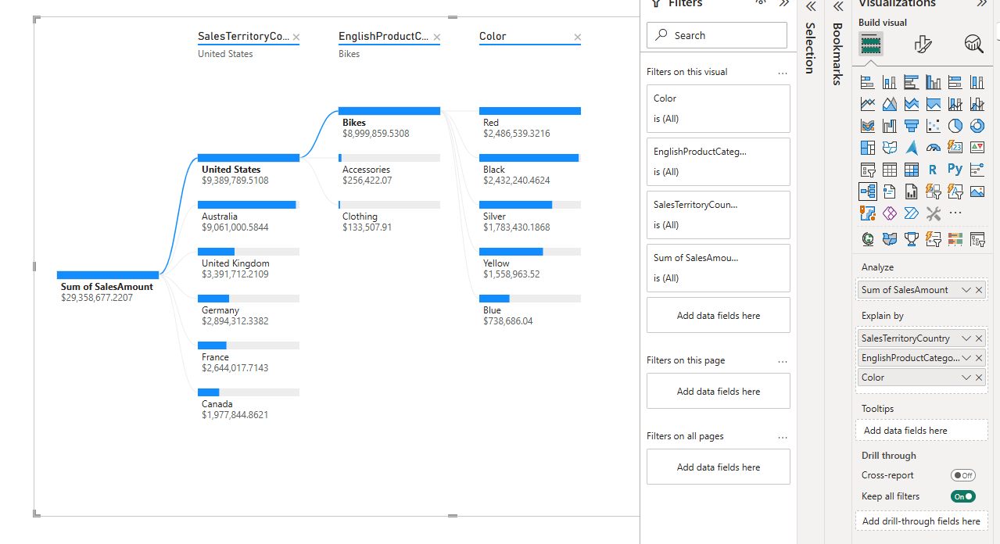 SalesTerritoryCo...
United States
EnglishProductC...
Bikes
Color
Sum of SalesAmount
$29,358,677.2207
United States
$9,389,789.5108
Australia
$9,061,000.5844
United Kingdom
$3,391,712.2109
Germany
$2,894,312.3382
France
$2,644,017.7143
Canada
$1,977,844.8621
Bikes
$8,999,859.5308
Accessories
$256,422.07
Clothing
$133,507.91
Red
$2,486,539.3216
Black
$2,432,240.4624
Silver
$1,783,430.1868
Yellow
$1,558,963.52
Blue
$738,686.04
Filters
Search
Filters on this visual
...
Color
is (All)
EnglishProductCateg...
is (All)
SalesTerritoryCoun...
is (All)
Sum of SalesAmou...
is (All)
Add data fields here
Filters on this page
...
Add data fields here
Filters on all pages
...
Add data fields here
Selection
Bookmarks
Visualizations
Build visual
123
R
Py
...
Analyze
Sum of SalesAmount
Explain by
SalesTerritoryCountry
EnglishProductCatego...
Color
Tooltips
Add data fields here
Drill through
Cross-report
Off
Keep all filters
On
Add drill-through fields here